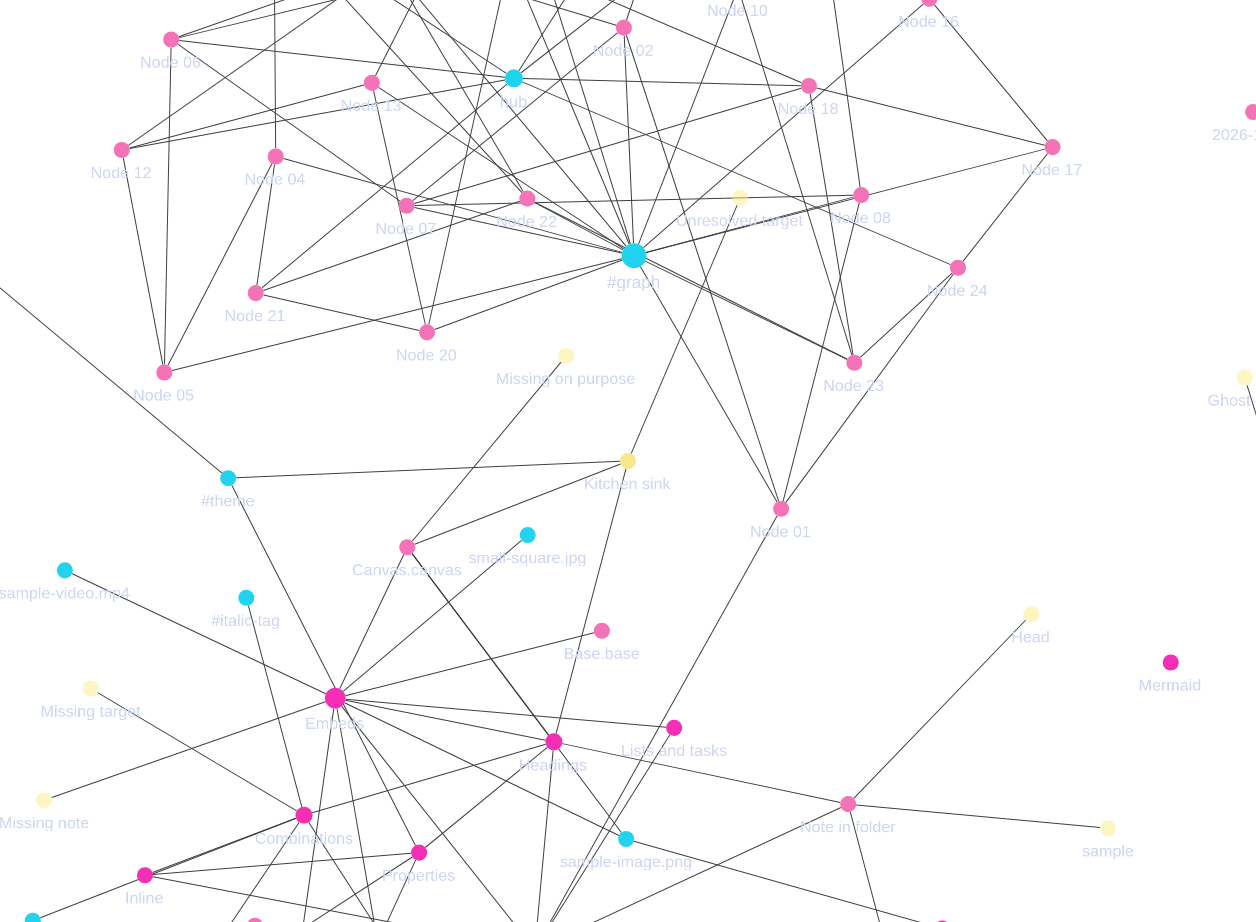 Node 10
Node 16
Node 02
Node 06
hub
Node 13
Node 18
2026-
Node 12
Node 17
Node 04
Node 08
Unresolved target
Node 22
Node 07
#graph
Node 24
Node 21
Node 20
Missing on purpose
Node 23
Node 05
Ghost
Kitchen sink
#theme
Node 01
small-square.jpg
Canvas.canvas
sample-video.mp4
#italic-tag
Head
Base.base
Mermaid
Missing target
Embeds
Lists and tasks
Headings
Missing note
Note in folder
Combinations
sample
sample-image.png
Properties
Inline